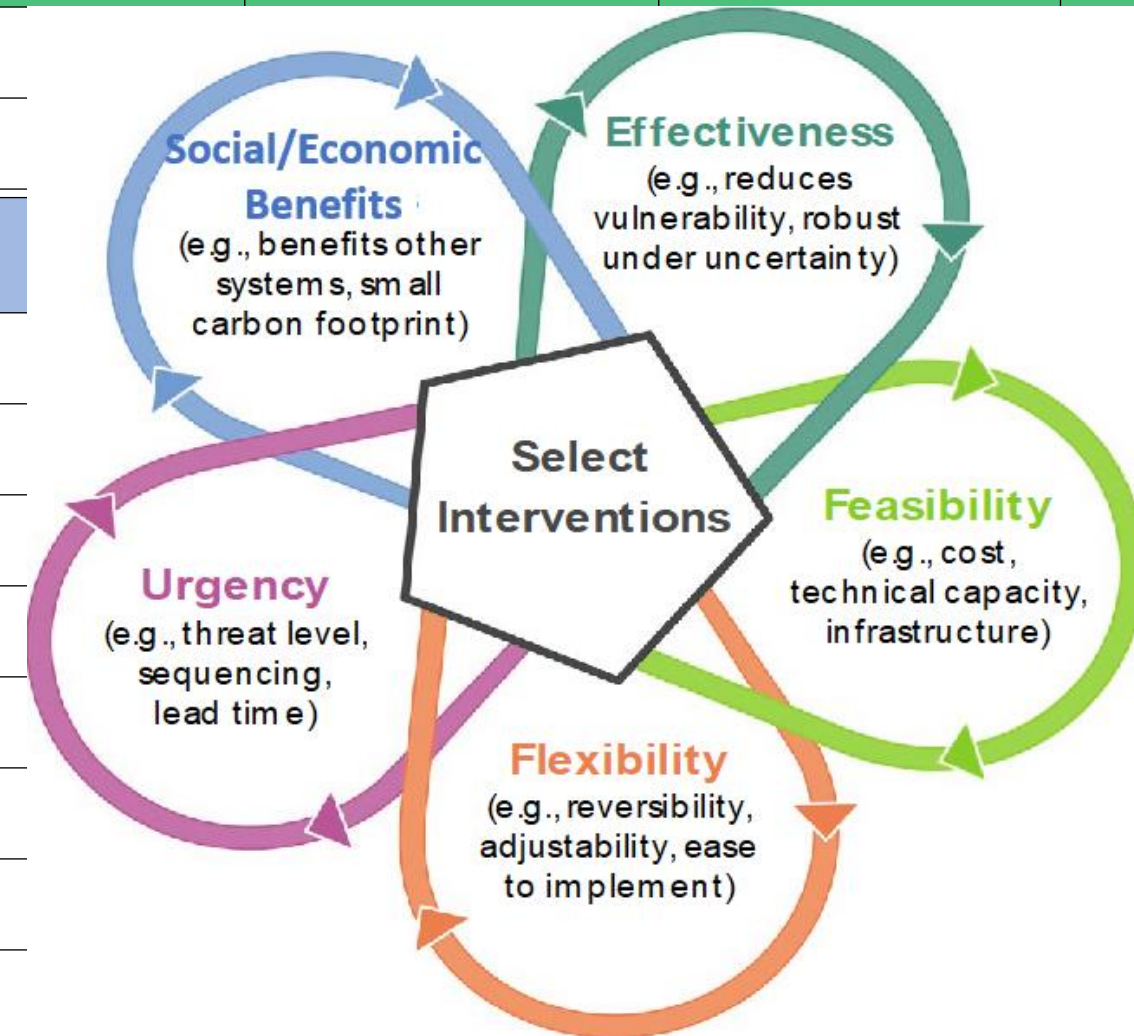 Social/Economic
Benefits
(e.g., benefits other
systems, small
carbon footprint)
Effectiveness
(e.g., reduces
vulnerability, robust
under uncertainty)
Select
Interventions
Feasibility
(e.g., cost,
technical capacity,
infrastructure)
Urgency
(e.g., threat level,
sequencing,
lead time)
Flexibility
(e.g., reversibility,
adjustability, ease
to implement)